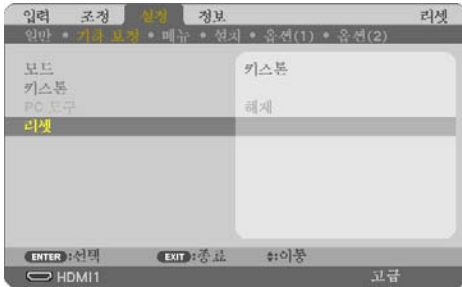 입력 조정 설정 정보 리셋
일반 • 기하 보정 • 메뉴 • 설치 • 옵션(1) • 옵션(2)
모드 키스톤
키스톤
PC 도구 해제
리셋
ENTER :선택 EXIT :종료 :이동
HDMI1 고급